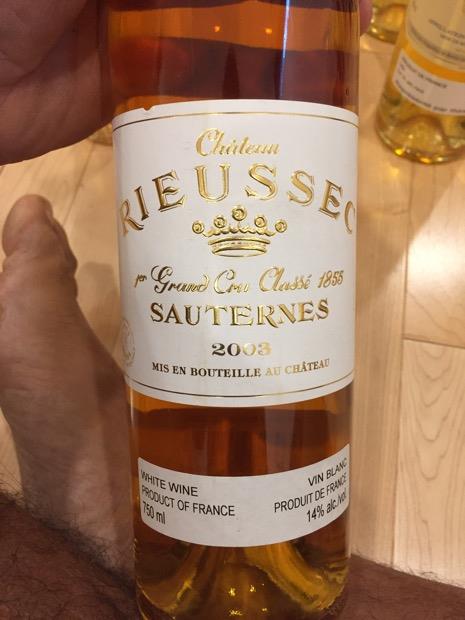 Château
RIEUSSEC
1er Grand Cru Classé 1855
SAUTERNES
2003
MIS EN BOUTEILLE AU CHÂTEAU
WHITE WINE
PRODUCT OF FRANCE
750 ml
VIN BLANC
PRODUIT DE FRANCE
14% alc./vol